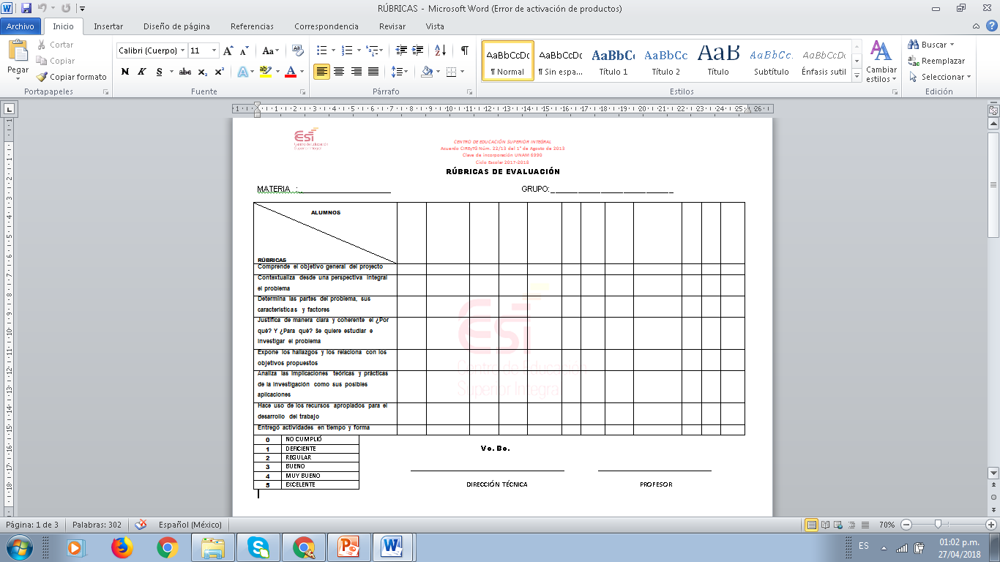 RÚBRICAS - Microsoft Word (Error de activación de productos)
Archivo Inicio Insertar Diseño de página Referencias Correspondencia Revisar Vista
Pegar
Cortar
Copiar
Copiar formato
Portapapeles
Calibri (Cuerpo) 11
N K S abc x₂ x²
Fuente
Párrafo
AaBbCcDc AaBbCcDc AaBbC AaBbCc AaB AaBbCc. AaBbCcDc
¶ Normal ¶ Sin espa... Título 1 Título 2 Título Subtítulo Énfasis sutil
Estilos
Cambiar estilos
Buscar
Reemplazar
Seleccionar
Edición
1 1 2 3 4 5 6 7 9 10 11 12 13 14 15 16 17 18 19 20 21 22 23 24 25 26
ESI
Centro de Educación
Superior Integral
CENTRO DE EDUCACIÓN SUPERIOR INTEGRAL
Acuerdo CIREyTG Núm. 22/13 del 1° de Agosto de 2013
Clave de incorporación UNAM 6990
Ciclo Escolar 2017-2018
RÚBRICAS DE EVALUACIÓN
MATERIA :_______________________ GRUPO:_____________________________
ALUMNOS
RÚBRICAS
Comprende el objetivo general del proyecto
Contextualiza desde una perspectiva integral
el problema
Determina las partes del problema, sus
características y factores
Justifica de manera clara y coherente el ¿Por
qué? Y ¿Para qué? Se quiere estudiar e
investigar el problema
Expone los hallazgos y los relaciona con los
objetivos propuestos
Analiza las implicaciones teóricas y prácticas
de la investigación como sus posibles
aplicaciones
Hace uso de los recursos apropiados para el
desarrollo del trabajo
Entregó actividades en tiempo y forma
ESI
Centro de Educación
Superior Integral
0 NO CUMPLIÓ
1 DEFICIENTE
2 REGULAR
3 BUENO
4 MUY BUENO
5 EXCELENTE
Vo. Bo.
DIRECCIÓN TÉCNICA PROFESOR
Página: 1 de 3 Palabras: 302 Español (México) 70%
ES 01:02 p.m.
27/04/2018